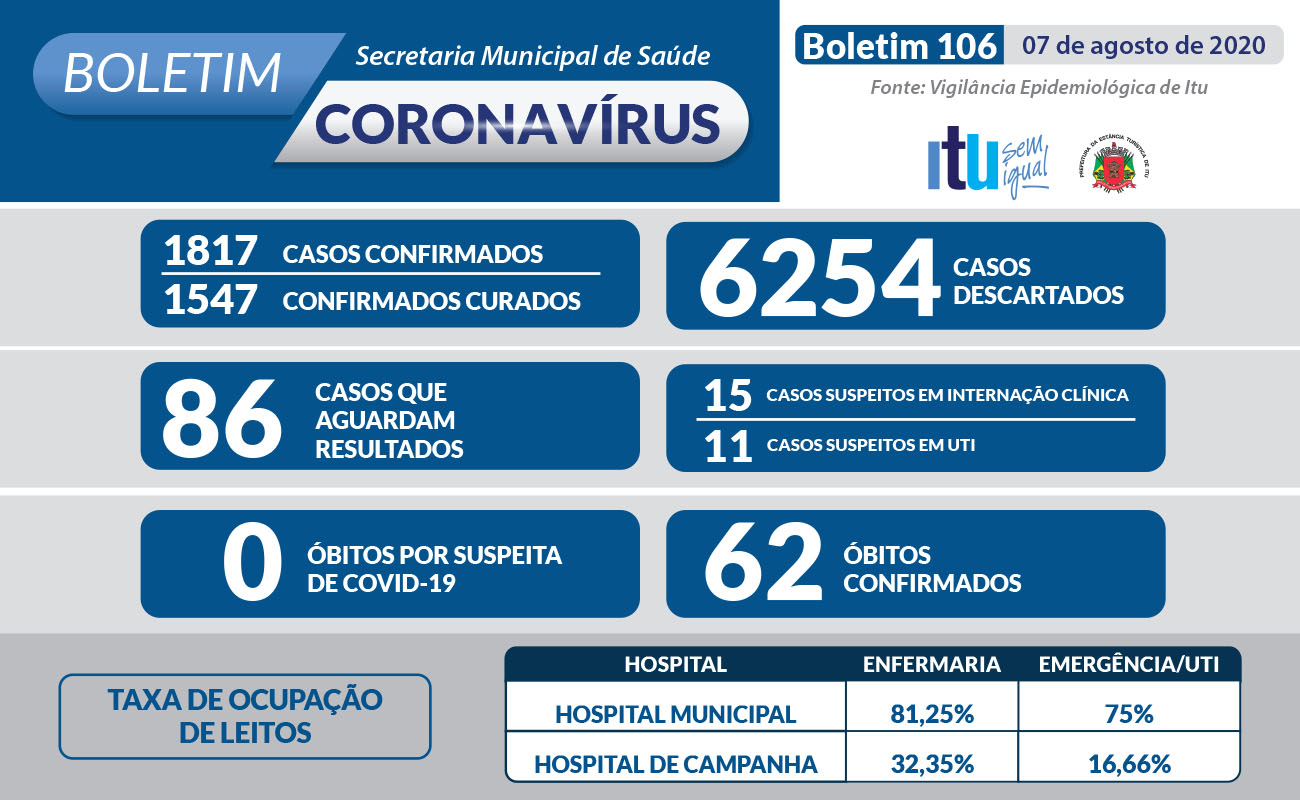 BOLETIM
Secretaria Municipal de Saúde
CORONAVÍRUS
Boletim 106
07 de agosto de 2020
Fonte: Vigilância Epidemiológica de Itu
itu sem
igual
PREFEITURA DA ESTÂNCIA TURÍSTICA DE ITU
1817 CASOS CONFIRMADOS
1547 CONFIRMADOS CURADOS
6254 CASOS
DESCARTADOS
86 CASOS QUE
AGUARDAM
RESULTADOS
15 CASOS SUSPEITOS EM INTERNAÇÃO CLÍNICA
11 CASOS SUSPEITOS EM UTI
0 ÓBITOS POR SUSPEITA
DE COVID-19
62 ÓBITOS
CONFIRMADOS
TAXA DE OCUPAÇÃO
DE LEITOS
HOSPITAL ENFERMARIA EMERGÊNCIA/UTI
HOSPITAL MUNICIPAL 81,25% 75%
HOSPITAL DE CAMPANHA 32,35% 16,66%